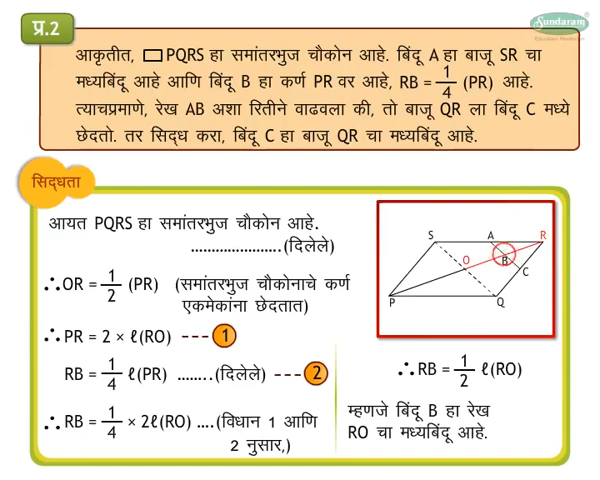 प्र.2
Sundaram
आकृतीत, □PQRS हा समांतरभुज चौकोन आहे. बिंदू A हा बाजू SR चा
मध्यबिंदू आहे आणि बिंदू B हा कर्ण PR वर आहे, RB = 1/4 (PR) आहे.
त्याचप्रमाणे, रेख AB अशा रितीने वाढवला की, तो बाजू QR ला बिंदू C मध्ये
छेदतो. तर सिद्ध करा, बिंदू C हा बाजू QR चा मध्यबिंदू आहे.
सिद्धता
आयत PQRS हा समांतरभुज चौकोन आहे.
.....................(दिलेले)
∴OR = 1/2 (PR) (समांतरभुज चौकोनाचे कर्ण
एकमेकांना छेदतात)
∴PR = 2 × ℓ(RO) --- 1
RB = 1/4 ℓ(PR) ........(दिलेले) --- 2
∴RB = 1/4 × 2ℓ(RO) ....(विधान 1 आणि
2 नुसार,)
S A R
O B
C
P Q
∴RB = 1/2 ℓ(RO)
म्हणजे बिंदू B हा रेख
RO चा मध्यबिंदू आहे.